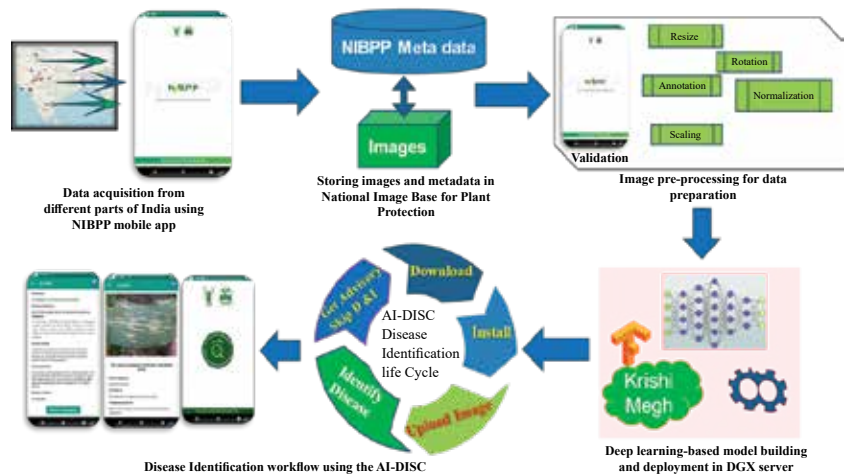 NIBPP Meta data
Images
Resize
Rotation
Annotation
Normalization
Scaling
Validation
NIBPP
Data acquisition from
different parts of India using
NIBPP mobile app
Storing images and metadata in
National Image Base for Plant
Protection
Image pre-processing for data
preparation
Download
Install
Upload Image
Identify
Disease
Get Advisory
Skip D & I
AI-DISC
Disease
Identification
life Cycle
Krishi
Megh
Disease Identification workflow using the AI-DISC
Deep learning-based model building
and deployment in DGX server